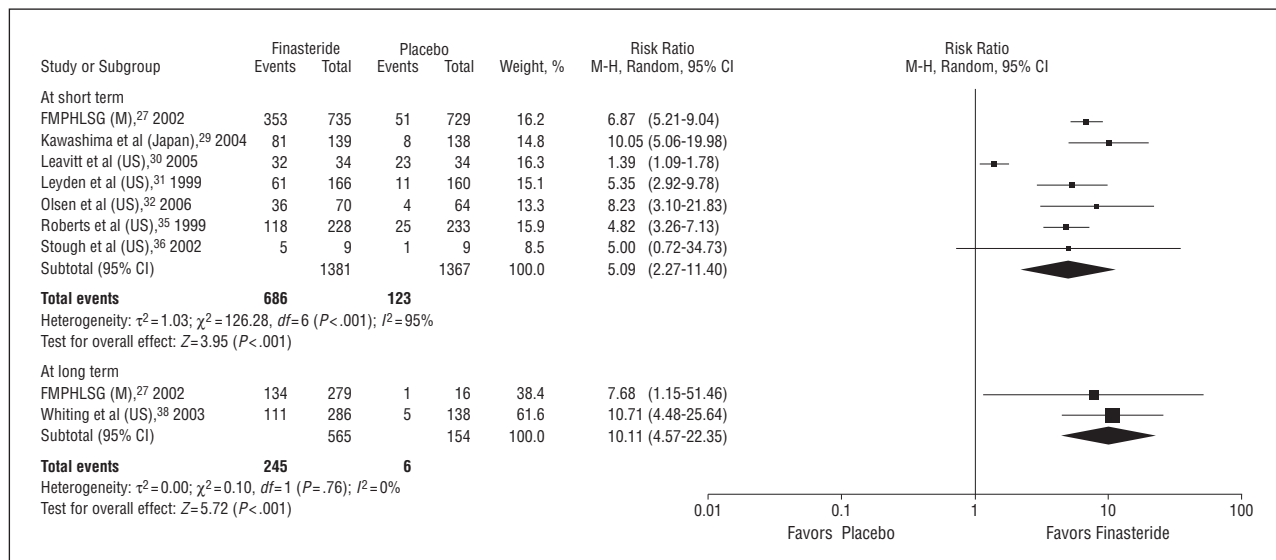 Finasteride Placebo Risk Ratio Risk Ratio
Study or Subgroup Events Total Events Total Weight, % M-H, Random, 95% CI M-H, Random, 95% CI
At short term
FMPHLSG (M),27 2002 353 735 51 729 16.2 6.87 (5.21-9.04)
Kawashima et al (Japan),29 2004 81 139 8 138 14.8 10.05 (5.06-19.98)
Leavitt et al (US),30 2005 32 34 23 34 16.3 1.39 (1.09-1.78)
Leyden et al (US),31 1999 61 166 11 160 15.1 5.35 (2.92-9.78)
Olsen et al (US),32 2006 36 70 4 64 13.3 8.23 (3.10-21.83)
Roberts et al (US),35 1999 118 228 25 233 15.9 4.82 (3.26-7.13)
Stough et al (US),36 2002 5 9 1 9 8.5 5.00 (0.72-34.73)
Subtotal (95% CI) 1381 1367 100.0 5.09 (2.27-11.40)
Total events 686 123
Heterogeneity: τ²=1.03; χ²=126.28, df=6 (P<.001); I²=95%
Test for overall effect: Z=3.95 (P<.001)
At long term
FMPHLSG (M),27 2002 134 279 1 16 38.4 7.68 (1.15-51.46)
Whiting et al (US),38 2003 111 286 5 138 61.6 10.71 (4.48-25.64)
Subtotal (95% CI) 565 154 100.0 10.11 (4.57-22.35)
Total events 245 6
Heterogeneity: τ²=0.00; χ²=0.10, df=1 (P=.76); I²=0%
Test for overall effect: Z=5.72 (P<.001)
0.01 0.1 1 10 100
Favors Placebo Favors Finasteride